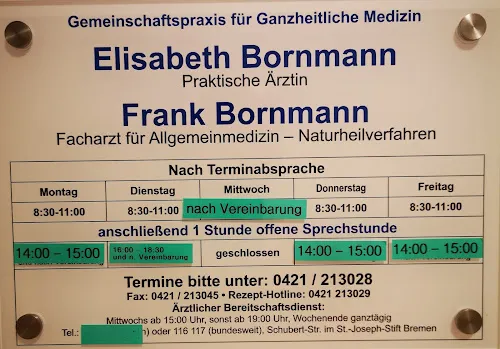 Gemeinschaftspraxis für Ganzheitliche Medizin
Elisabeth Bornmann
Praktische Ärztin
Frank Bornmann
Facharzt für Allgemeinmedizin – Naturheilverfahren
Nach Terminabsprache
Montag Dienstag Mittwoch Donnerstag Freitag
8:30-11:00 8:30-11:00 nach Vereinbarung 8:30-11:00 8:30-11:00
anschließend 1 Stunde offene Sprechstunde
14:00 – 15:00 16:00 - 18:30 geschlossen 14:00 – 15:00 14:00 – 15:00
und n. Vereinbarung
Termine bitte unter: 0421 / 213028
Fax: 0421 / 213045 • Rezept-Hotline: 0421 213029
Ärztlicher Bereitschaftsdienst:
Mittwochs ab 15:00 Uhr, sonst ab 19:00 Uhr, Wochenende ganztägig
Tel.: n) oder 116 117 (bundesweit), Schubert-Str. im St.-Joseph-Stift Bremen